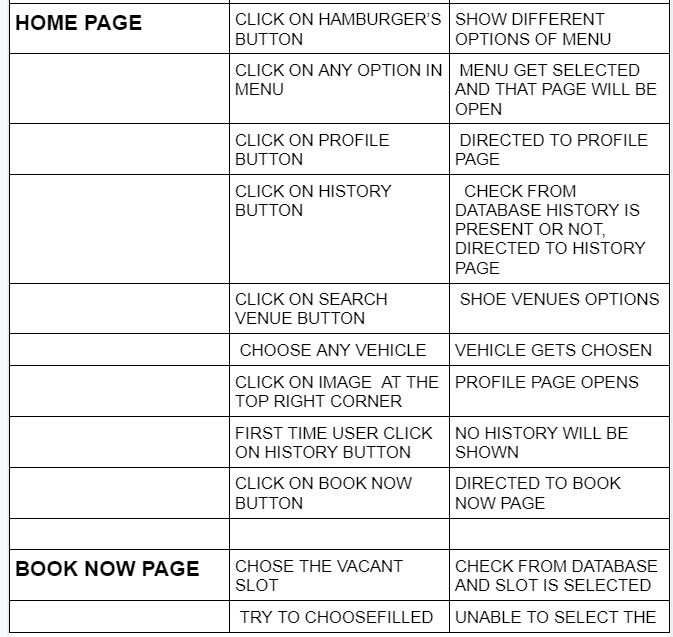 HOME PAGE
CLICK ON HAMBURGER'S
BUTTON
SHOW DIFFERENT
OPTIONS OF MENU
CLICK ON ANY OPTION IN
MENU
MENU GET SELECTED
AND THAT PAGE WILL BE
OPEN
CLICK ON PROFILE
BUTTON
DIRECTED TO PROFILE
PAGE
CLICK ON HISTORY
BUTTON
CHECK FROM
DATABASE HISTORY IS
PRESENT OR NOT,
DIRECTED TO HISTORY
PAGE
CLICK ON SEARCH
VENUE BUTTON
SHOE VENUES OPTIONS
CHOOSE ANY VEHICLE
VEHICLE GETS CHOSEN
CLICK ON IMAGE  AT THE
TOP RIGHT CORNER
PROFILE PAGE OPENS
FIRST TIME USER CLICK
ON HISTORY BUTTON
NO HISTORY WILL BE
SHOWN
CLICK ON BOOK NOW
BUTTON
DIRECTED TO BOOK
NOW PAGE
BOOK NOW PAGE
CHOSE THE VACANT
SLOT
CHECK FROM DATABASE
AND SLOT IS SELECTED
TRY TO CHOOSEFILLED
UNABLE TO SELECT THE